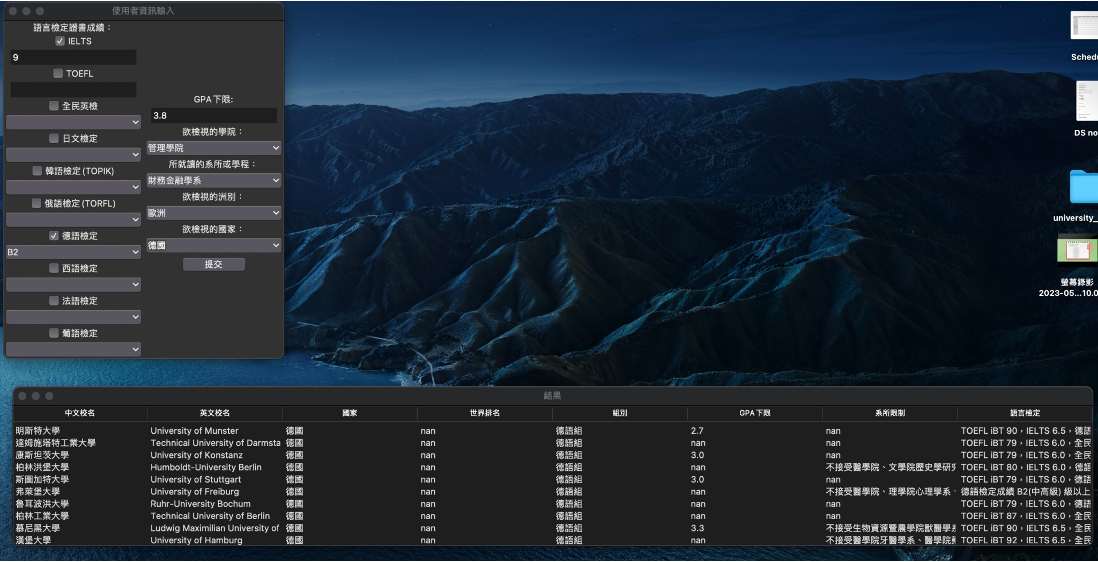 使用者資訊輸入
語言檢定證書成績：
IELTS
9
TOEFL
全民英檢
日文檢定
韓語檢定(TOPIK)
俄語檢定(TORFL)
德語檢定
B2
西語檢定
法語檢定
葡語檢定
GPA下限:
3.8
欲檢視的學院：
管理學院
所就讀的系所或學程：
財務金融學系
欲檢視的洲別：
歐洲
欲檢視的國家：
德國
提交
Schedu
DS no
university_
螢幕錄影
2023-05...10.0
結果
中文校名 英文校名 國家 世界排名 組別 GPA下限 系所限制 語言檢定
明斯特大學 University of Munster 德國 nan 德語組 2.7 nan TOEFL iBT 90，IELTS 6.5，德語
達姆施塔特工業大學 Technical University of Darmsta 德國 nan 德語組 nan nan TOEFL iBT 79，IELTS 6.0，全民
康斯坦茨大學 University of Konstanz 德國 nan 德語組 3.0 nan TOEFL iBT 79，IELTS 6.0，全民
柏林洪堡大學 Humboldt-University Berlin 德國 nan 德語組 nan 不接受醫學院、文學院歷史學研究 TOEFL iBT 80，IELTS 6.0，德語
斯圖加特大學 University of Stuttgart 德國 nan 德語組 3.0 nan TOEFL iBT 79，IELTS 6.0，全民
弗萊堡大學 University of Freiburg 德國 nan 德語組 nan 不接受醫學院、理學院心理學系、 德語檢定成績 B2(中高級) 級以上
魯耳波洪大學 Ruhr-University Bochum 德國 nan 德語組 nan nan TOEFL iBT 79，IELTS 6.0，德語
柏林工業大學 Technical University of Berlin 德國 nan 德語組 nan nan TOEFL iBT 87，IELTS 6.0，全民
慕尼黑大學 Ludwig Maximilian University of 德國 nan 德語組 3.3 不接受生物資源暨農學院獸醫學系 TOEFL iBT 90，IELTS 6.5，全民
漢堡大學 University of Hamburg 德國 nan 德語組 nan 不接受醫學院牙醫學系、醫學院 TOEFL iBT 92，IELTS 6.5，全民